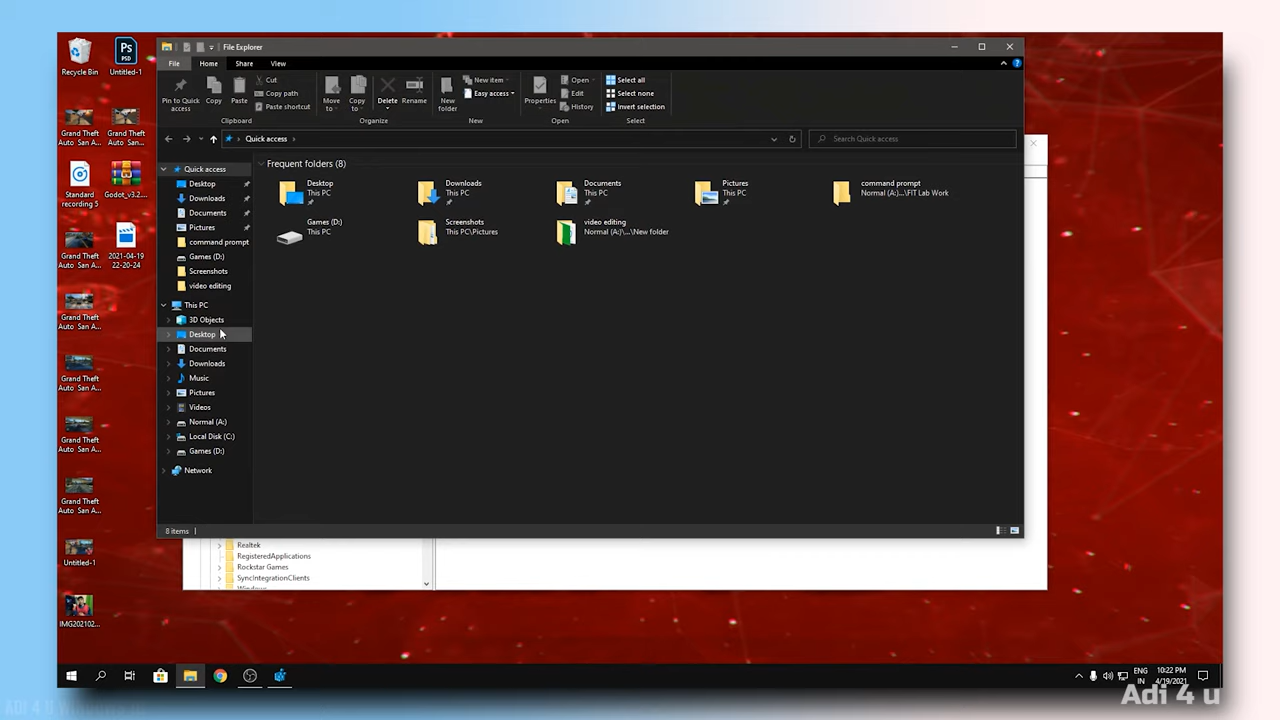 File Explorer
File
Home
Share
View
Pin to Quick
access
Copy
Paste
Cut
Copy path
Paste shortcut
Clipboard
Move
to
Copy
to
Delete
Rename
Organize
New
folder
New item
Easy access
New
Properties
Open
Edit
History
Open
Select all
Select none
Invert selection
Select
Quick access
Search Quick access
Quick access
Desktop
Downloads
Documents
Pictures
command prompt
Games (D:)
Screenshots
video editing
This PC
3D Objects
Desktop
Documents
Downloads
Music
Pictures
Videos
Normal (A:)
Local Disk (C:)
Games (D:)
Network
8 items
Frequent folders (8)
Desktop
This PC
Downloads
This PC
Documents
This PC
Pictures
This PC
command prompt
Normal (A:)\...\FIT Lab Work
Games (D:)
This PC
Screenshots
This PC\Pictures
video editing
Normal (A:)\...\New folder
Recycle Bin
Ps
PSD
Untitled-1
Grand Theft
Auto San A...
Grand Theft
Auto San...
Standard
recording 5
Godot_v3.2....
Grand Theft
Auto San A...
2021-04-19
22-20-24
Grand Theft
Auto San A...
Grand Theft
Auto San A...
Grand Theft
Auto San A...
Grand Theft
Auto San A...
Untitled-1
IMG202102...
Realtek
RegisteredApplications
Rockstar Games
SyncIntegrationClients
Windows
ENG
IN
10:22 PM
4/19/2021
Adi 4 u